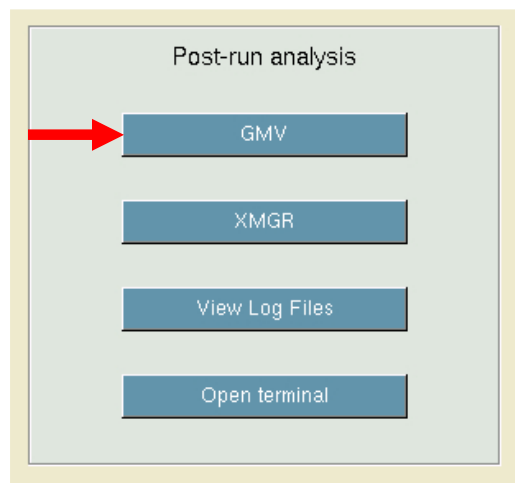 Post-run analysis
GMV
XMGR
View Log Files
Open terminal